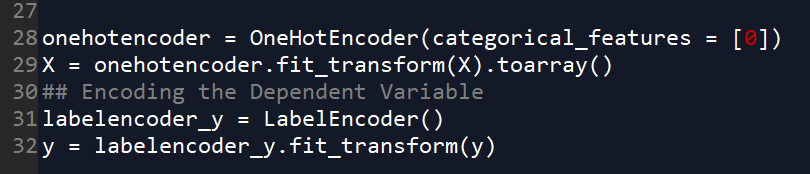 27
28 onehotencoder = OneHotEncoder(categorical_features = [0])
29 X = onehotencoder.fit_transform(X).toarray()
30 ## Encoding the Dependent Variable
31 labelencoder_y = LabelEncoder()
32 y = labelencoder_y.fit_transform(y)